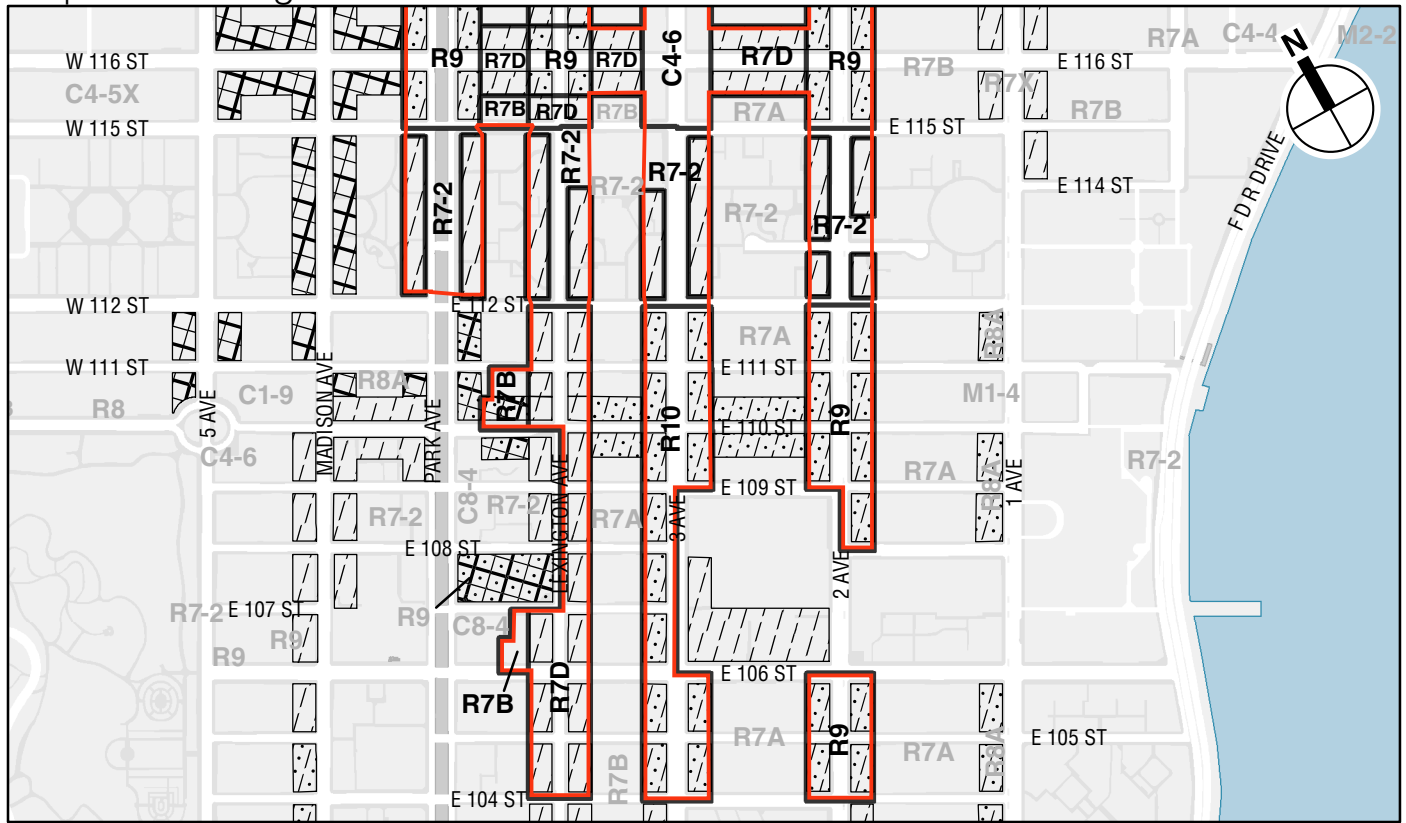 R7A
C4-4
M2-2
N
W 116 ST
R9
R7D
R9
R7D
C4-6
R7D
R9
R7B
R7X
E 116 ST
C4-5X
R7B
R7D
R7B
R7A
R7B
W 115 ST
E 115 ST
R7-2
R7-2
R7-2
R7-2
R7-2
R7-2
E 114 ST
F D R DRIVE
W 112 ST
E 112 ST
R7A
R8A
W 111 ST
E 111 ST
R8
5 AVE
C1-9
MADISON AVE
R8A
PARK AVE
R7B
R10
E 110 ST
R9
M1-4
C4-6
C8-4
R7-2
LEXINGTON AVE
R7A
3 AVE
E 109 ST
R7A
R8A
1 AVE
R7-2
R7-2
E 108 ST
2 AVE
R7-2
E 107 ST
R9
R9
R9
C8-4
R7B
R7D
E 106 ST
R7A
R9
R7A
R8A
E 105 ST
R7B
E 104 ST